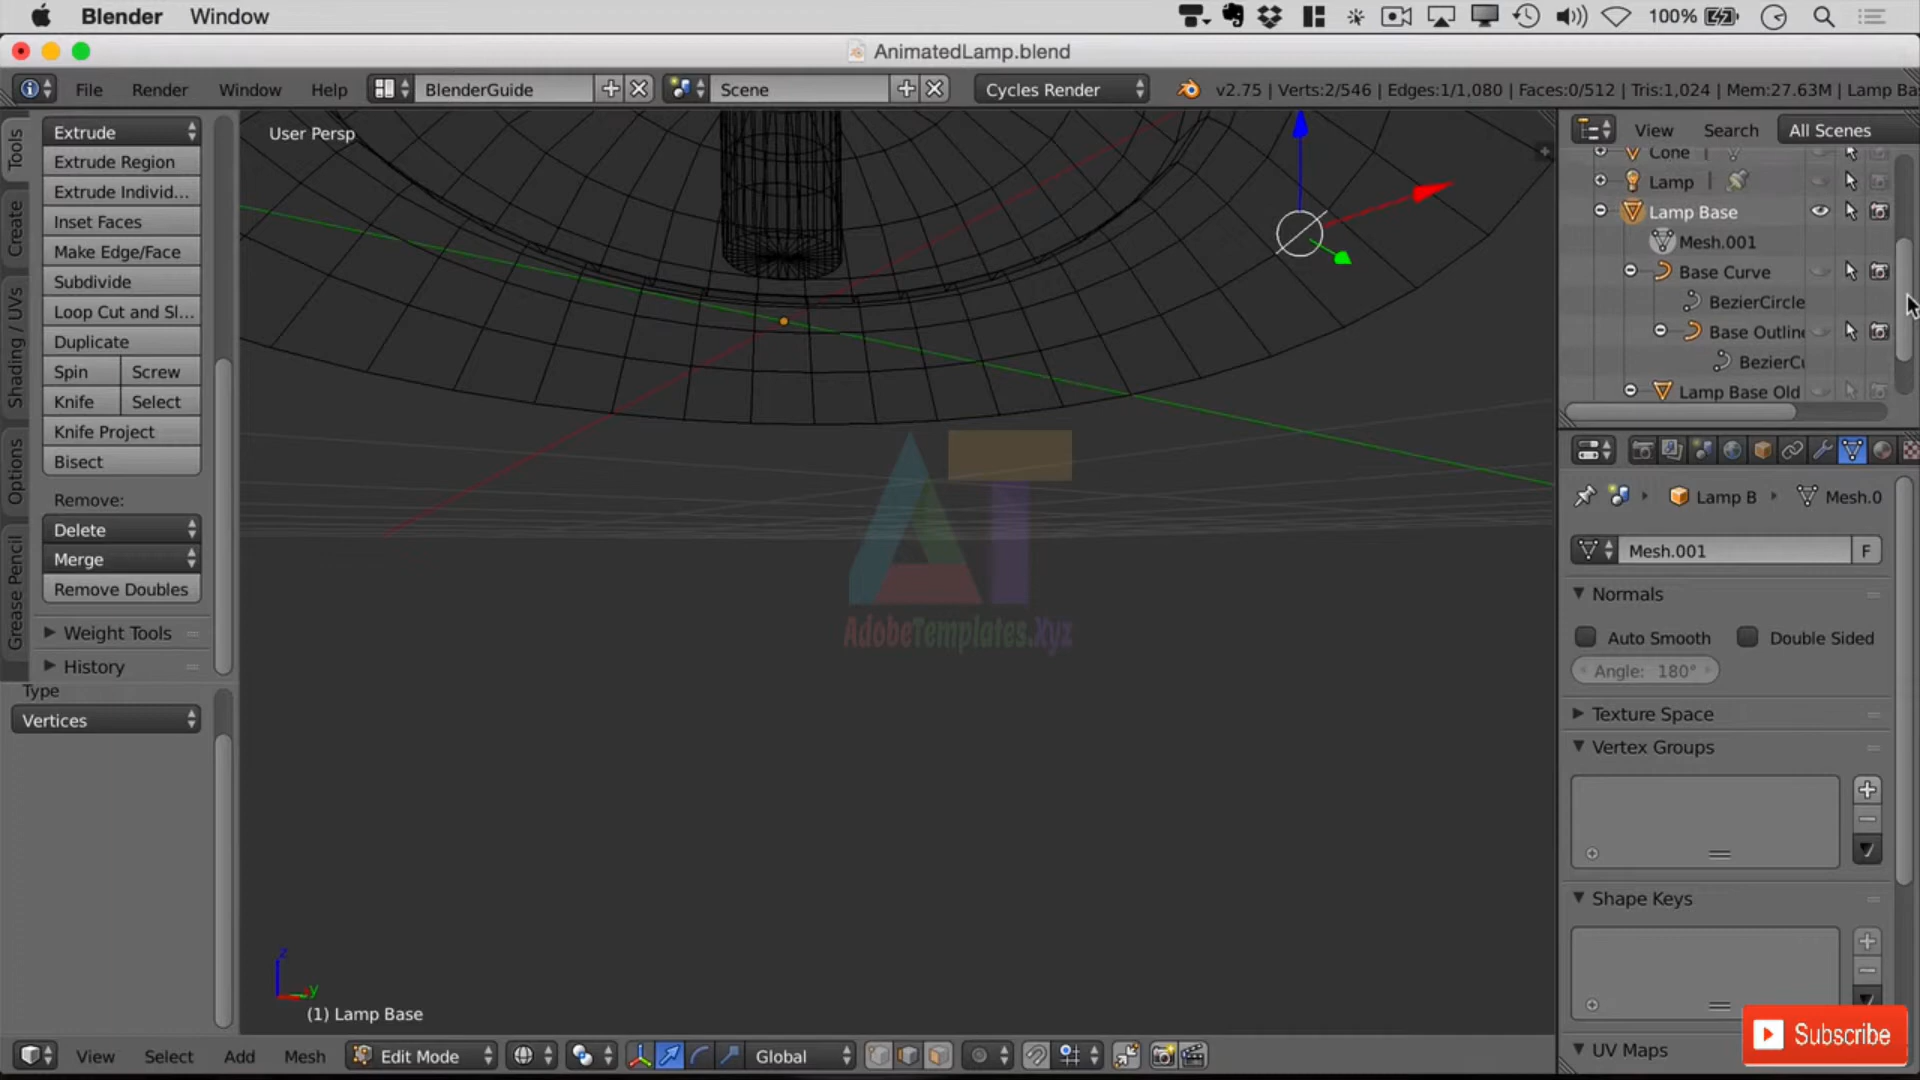 Blender Window 100%
AnimatedLamp.blend
File Render Window Help BlenderGuide Scene Cycles Render v2.75 | Verts:2/546 | Edges:1/1,080 | Faces:0/512 | Tris:1,024 | Mem:27.63M | Lamp Ba
Tools
Create
Shading / UVs
Options
Grease Pencil
Extrude
Extrude Region
Extrude Individ...
Inset Faces
Make Edge/Face
Subdivide
Loop Cut and Sl...
Duplicate
Spin Screw
Knife Select
Knife Project
Bisect
Remove:
Delete
Merge
Remove Doubles
Weight Tools
History
Type
Vertices
User Persp
AdobeTemplates.Xyz
z
y
(1) Lamp Base
View Select Add Mesh Edit Mode Global
View Search All Scenes
Cone
Lamp
Lamp Base
Mesh.001
Base Curve
BezierCircle
Base Outline
BezierCu
Lamp Base Old
Lamp B Mesh.0
Mesh.001 F
Normals
Auto Smooth Double Sided
Angle: 180°
Texture Space
Vertex Groups
Shape Keys
Subscribe
UV Maps